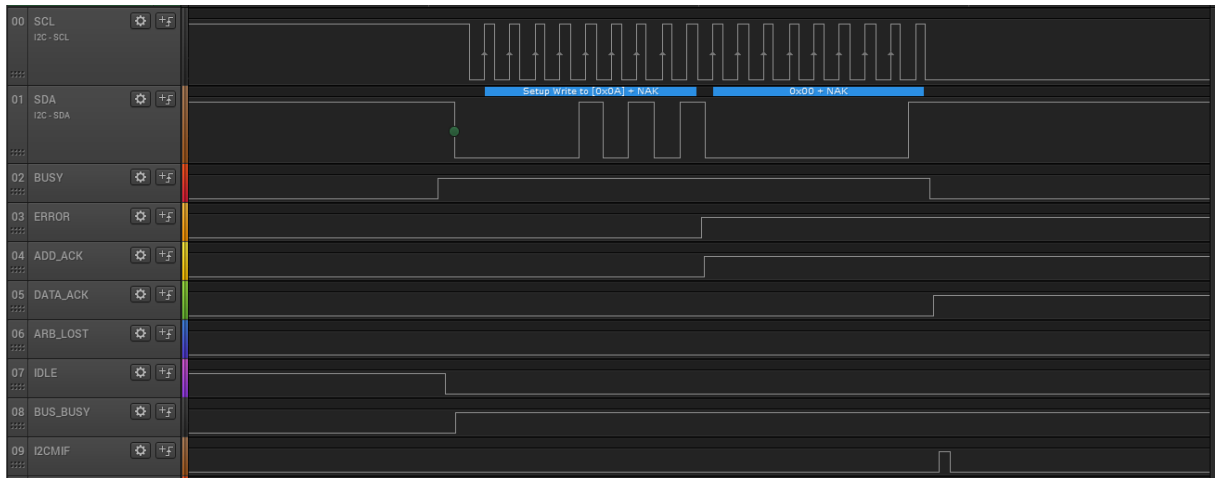 00 SCL
I2C - SCL
01 SDA
I2C - SDA
Setup Write to [0x0A] + NAK
0x00 + NAK
02 BUSY
03 ERROR
04 ADD_ACK
05 DATA_ACK
06 ARB_LOST
07 IDLE
08 BUS_BUSY
09 I2CMIF